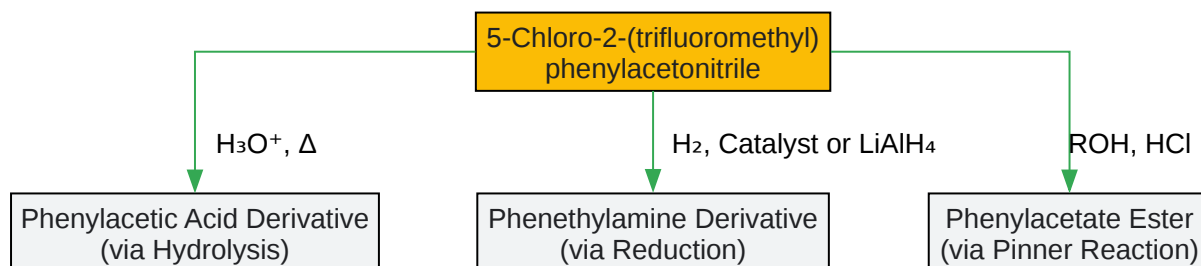 5-Chloro-2-(trifluoromethyl)
phenylacetonitrile
H₃O⁺, Δ
H₂, Catalyst or LiAlH₄
ROH, HCl
Phenylacetic Acid Derivative
(via Hydrolysis)
Phenethylamine Derivative
(via Reduction)
Phenylacetate Ester
(via Pinner Reaction)